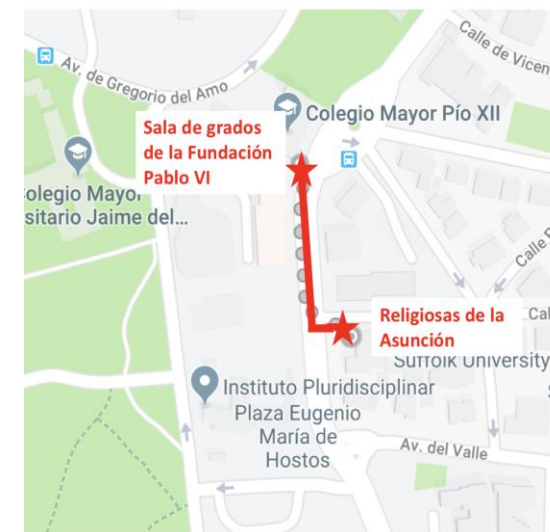 Calle de Vicen
Av. de Gregorio del Amo
Colegio Mayor Pío XII
Sala de grados
de la Fundación
Pablo VI
olegio Mayor
sitario Jaime del...
Calle
Religiosas de la
Asunción
Cal
Suffolk University
Instituto Pluridisciplinar
Plaza Eugenio
María de
Hostos
Av. del Valle